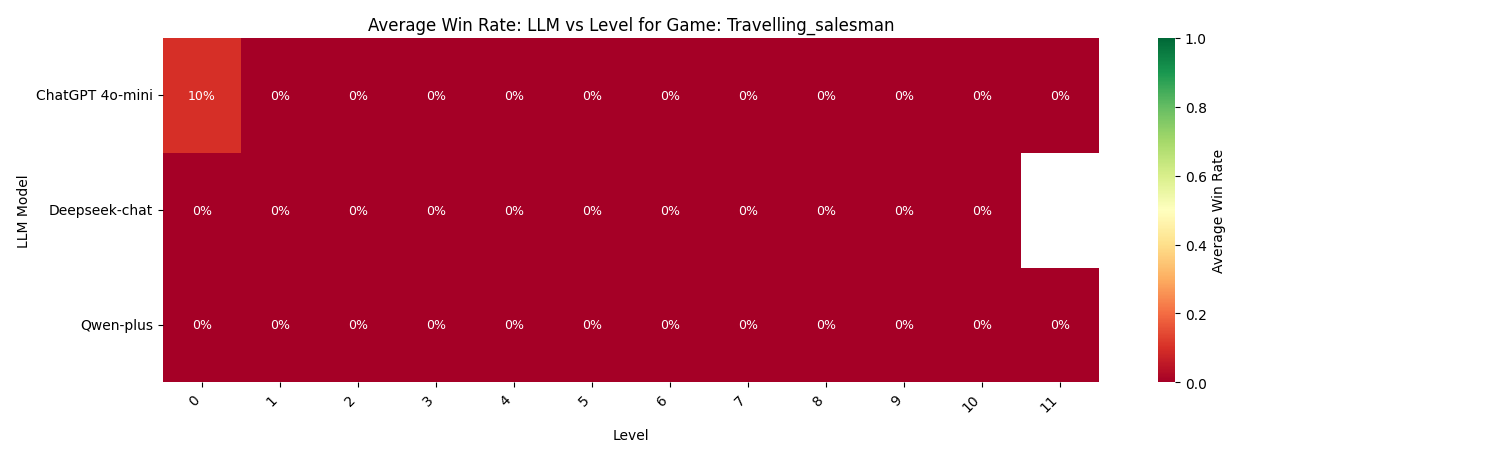 Average Win Rate: LLM vs Level for Game: Travelling_salesman
LLM Model
ChatGPT 4o-mini 10% 0% 0% 0% 0% 0% 0% 0% 0% 0% 0% 0%
Deepseek-chat 0% 0% 0% 0% 0% 0% 0% 0% 0% 0% 0%
Qwen-plus 0% 0% 0% 0% 0% 0% 0% 0% 0% 0% 0% 0%
0 1 2 3 4 5 6 7 8 9 10 11
Level
1.0
0.8
0.6
0.4
0.2
0.0
Average Win Rate